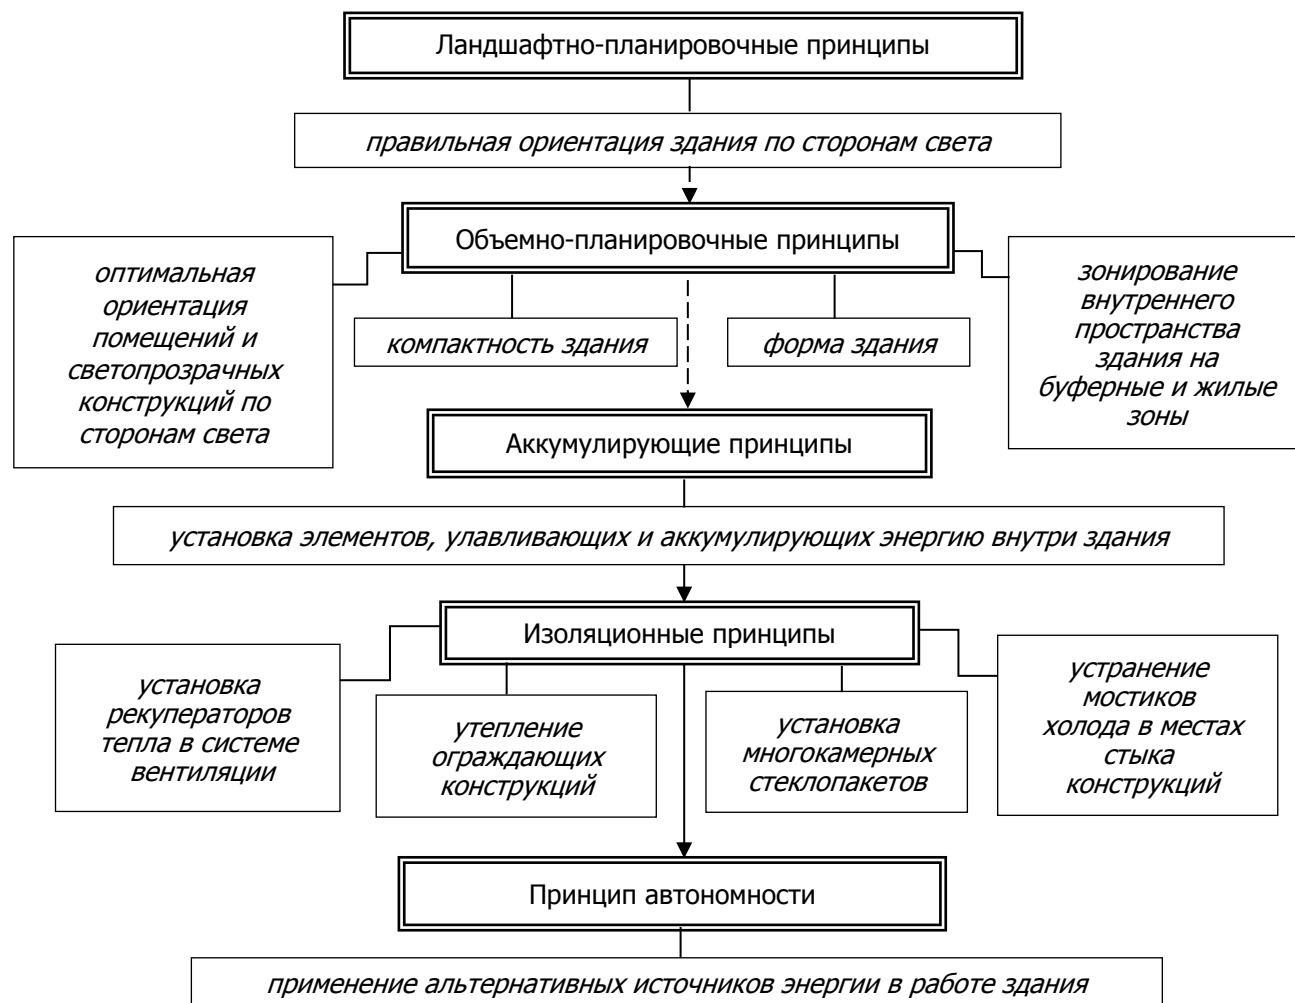 Ландшафтно-планировочные принципы
правильная ориентация здания по сторонам света
Объемно-планировочные принципы
оптимальная
ориентация
помещений и
светопрозрачных
конструкций по
сторонам света
компактность здания
форма здания
зонирование
внутреннего
пространства
здания на
буферные и жилые
зоны
Аккумулирующие принципы
установка элементов, улавливающих и аккумулирующих энергию внутри здания
Изоляционные принципы
установка
рекуператоров
тепла в системе
вентиляции
утепление
ограждающих
конструкций
установка
многокамерных
стеклопакетов
устранение
мостиков
холода в местах
стыка
конструкций
Принцип автономности
применение альтернативных источников энергии в работе здания